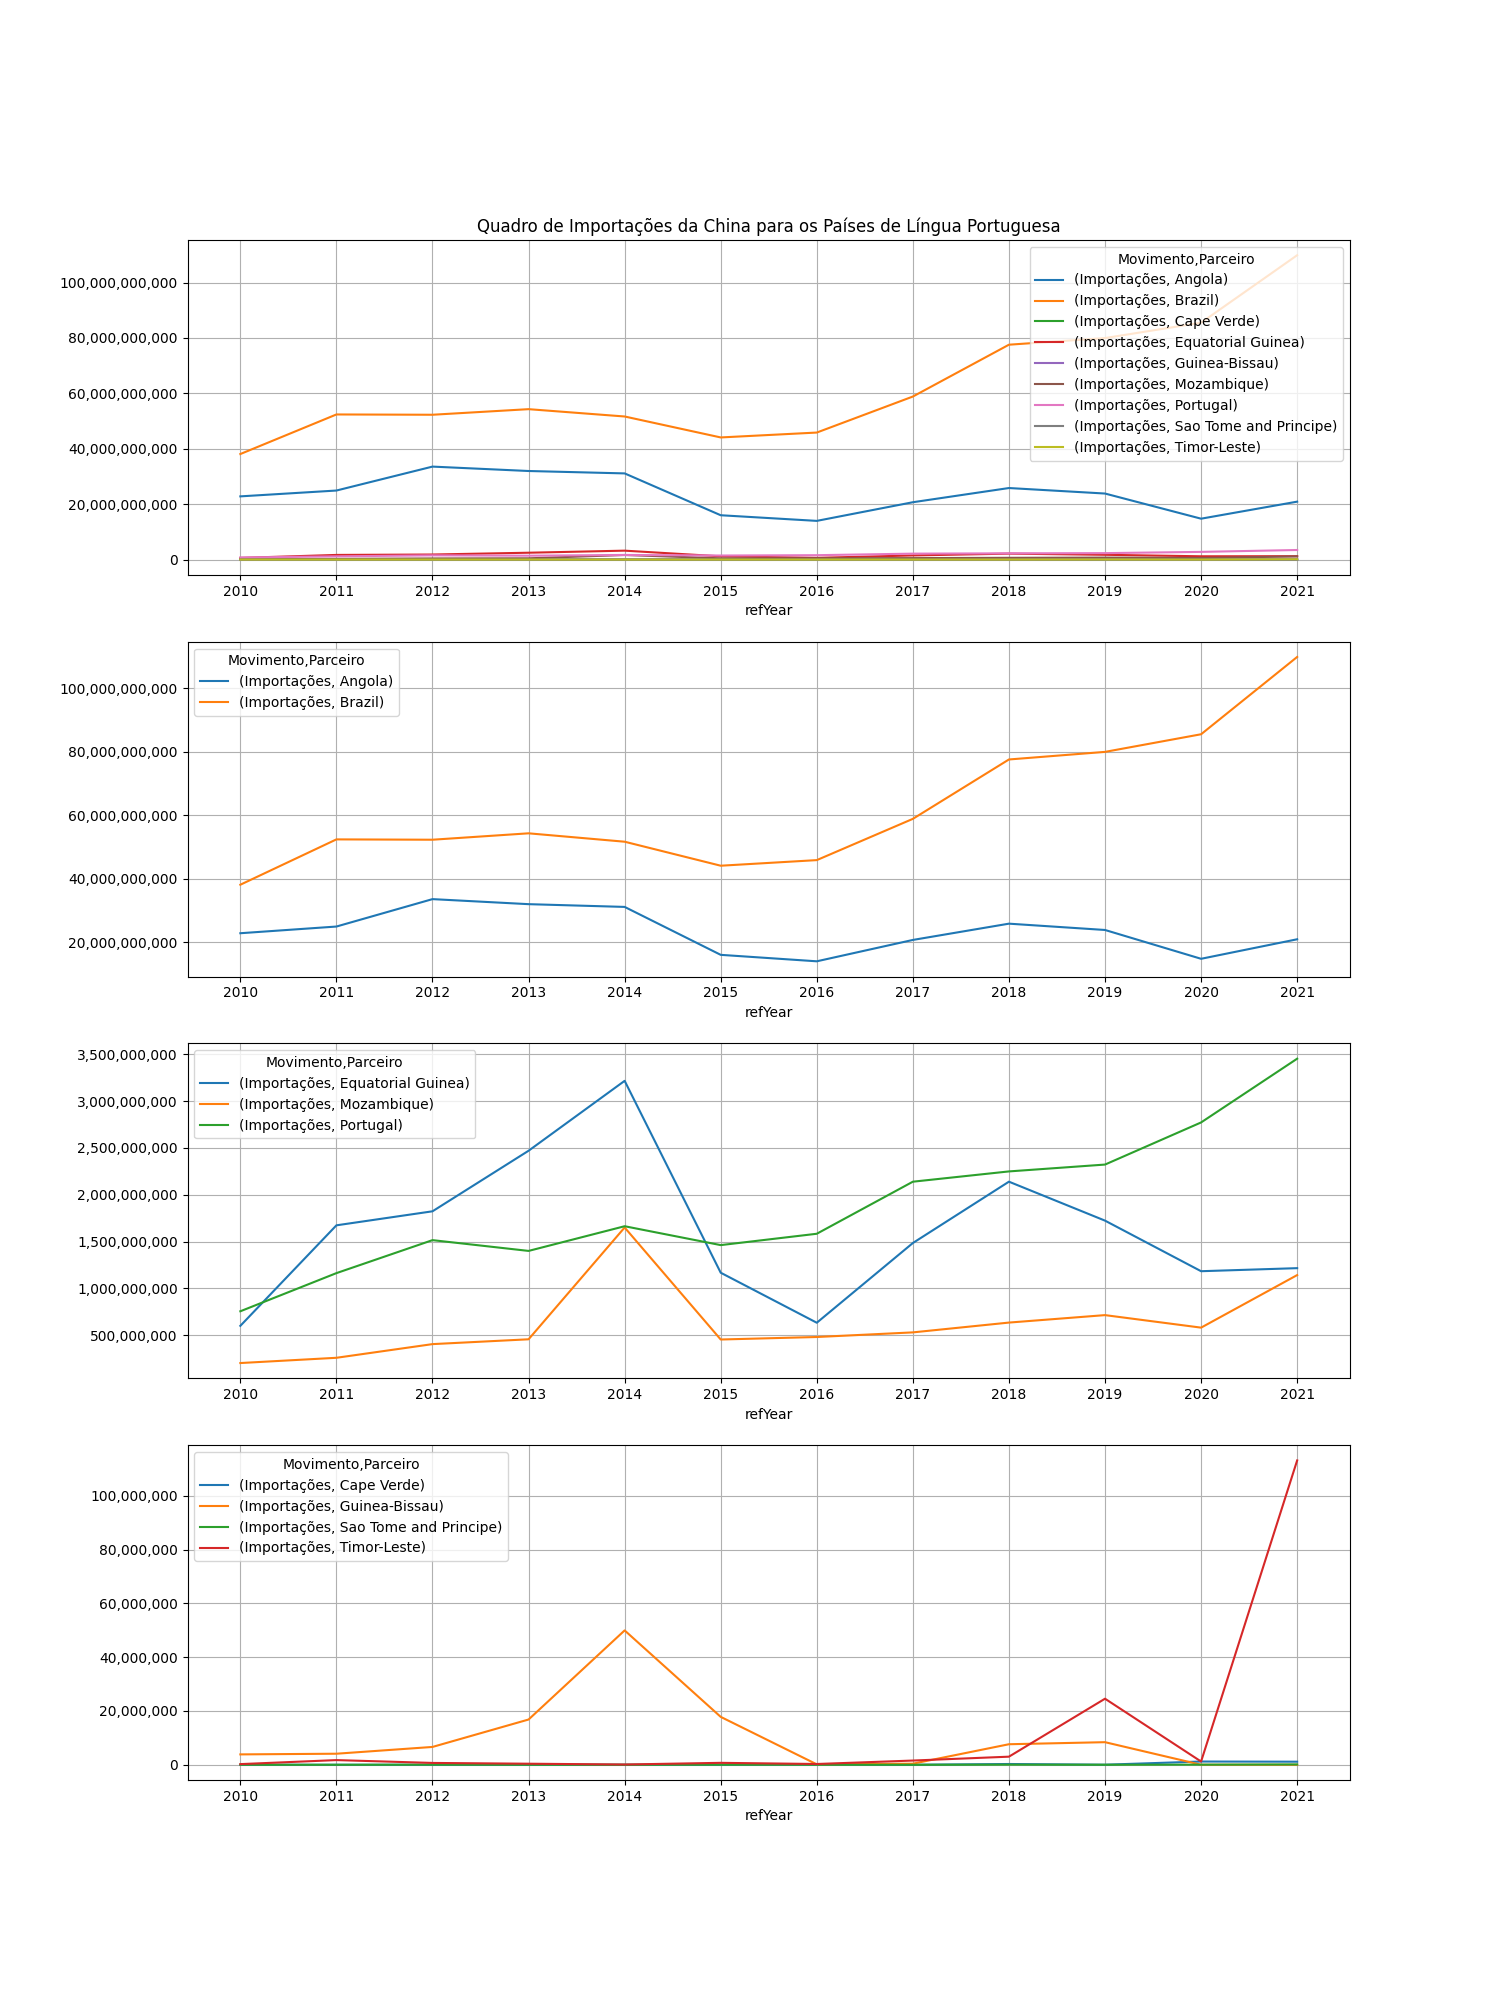 Quadro de Importações da China para os Países de Língua Portuguesa
Movimento,Parceiro
(Importações, Angola)
(Importações, Brazil)
(Importações, Cape Verde)
(Importações, Equatorial Guinea)
(Importações, Guinea-Bissau)
(Importações, Mozambique)
(Importações, Portugal)
(Importações, Sao Tome and Principe)
(Importações, Timor-Leste)
100,000,000,000
80,000,000,000
60,000,000,000
40,000,000,000
20,000,000,000
0
2010 2011 2012 2013 2014 2015 2016 2017 2018 2019 2020 2021
refYear
Movimento,Parceiro
(Importações, Angola)
(Importações, Brazil)
100,000,000,000
80,000,000,000
60,000,000,000
40,000,000,000
20,000,000,000
2010 2011 2012 2013 2014 2015 2016 2017 2018 2019 2020 2021
refYear
Movimento,Parceiro
(Importações, Equatorial Guinea)
(Importações, Mozambique)
(Importações, Portugal)
3,500,000,000
3,000,000,000
2,500,000,000
2,000,000,000
1,500,000,000
1,000,000,000
500,000,000
2010 2011 2012 2013 2014 2015 2016 2017 2018 2019 2020 2021
refYear
Movimento,Parceiro
(Importações, Cape Verde)
(Importações, Guinea-Bissau)
(Importações, Sao Tome and Principe)
(Importações, Timor-Leste)
100,000,000
80,000,000
60,000,000
40,000,000
20,000,000
0
2010 2011 2012 2013 2014 2015 2016 2017 2018 2019 2020 2021
refYear